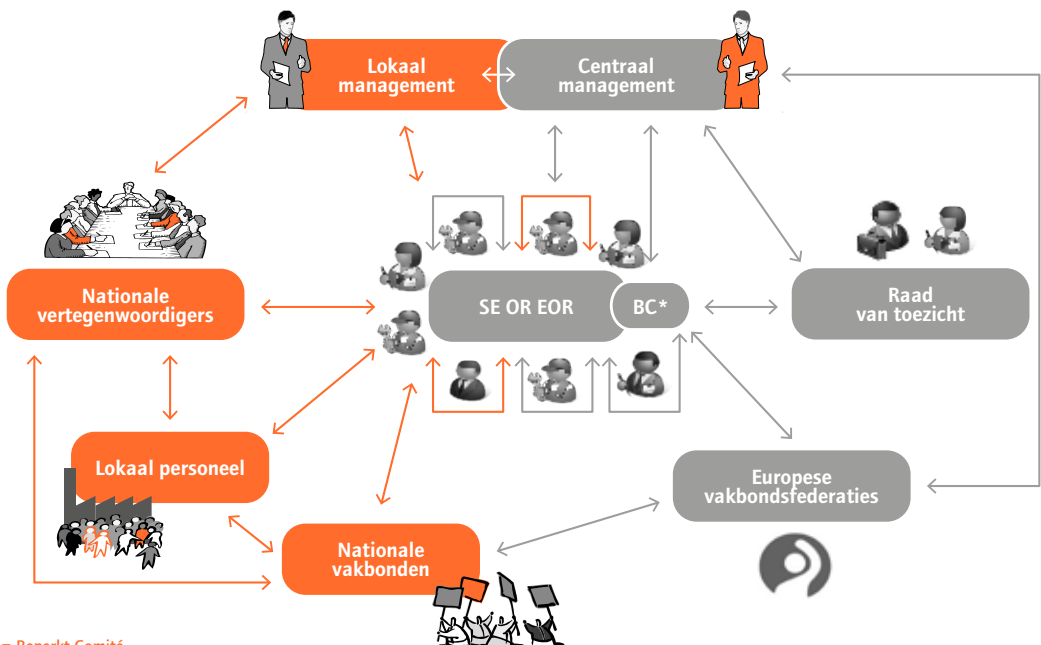 Lokaal
management
Centraal
management
Nationale
vertegenwoordigers
SE OR EOR
BC*
Raad
van toezicht
Lokaal personeel
Europese
vakbondsfederaties
Nationale
vakbonden